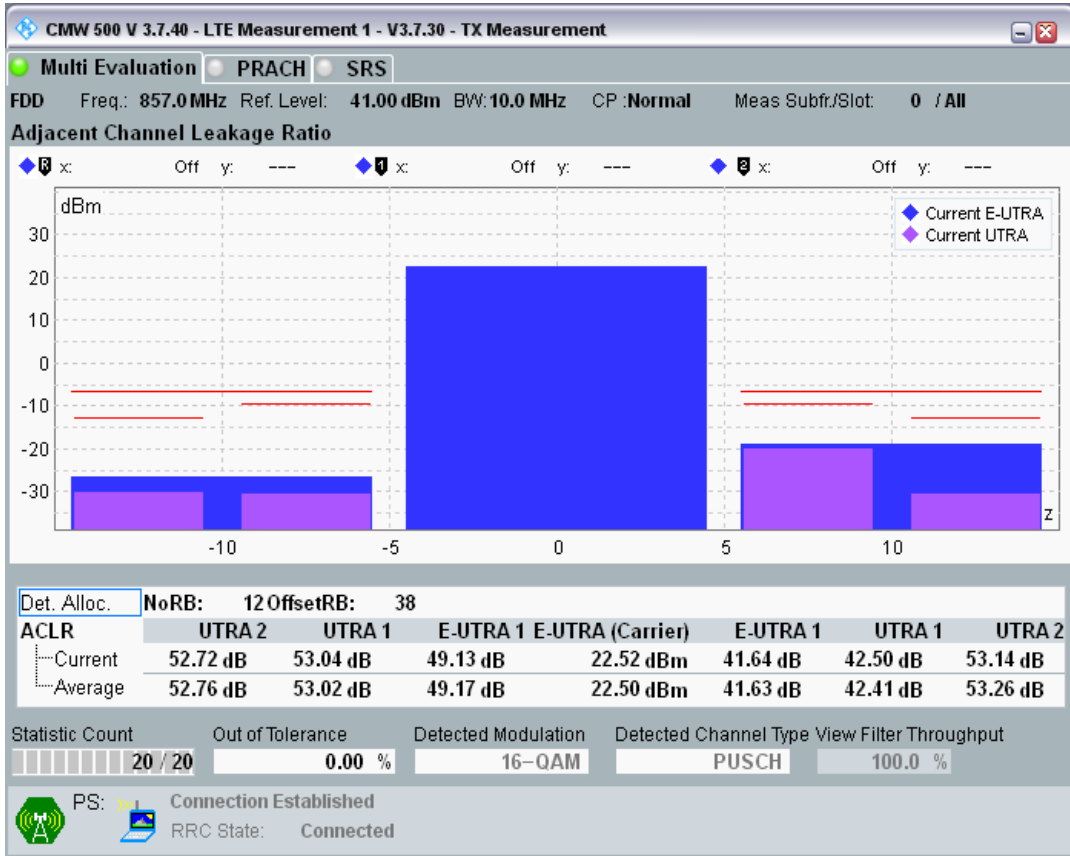 CMW 500 V 3.7.40 - LTE Measurement 1 - V3.7.30 - TX Measurement
Multi Evaluation PRACH SRS
FDD Freq.: 857.0 MHz Ref. Level: 41.00 dBm BW: 10.0 MHz CP :Normal Meas Subfr./Slot: 0 / All
Adjacent Channel Leakage Ratio
R x: Off y: --- 1 x: Off y: --- 2 x: Off y: ---
dBm
Current E-UTRA
Current UTRA
30
20
10
0
-10
-20
-30
z
-10 -5 0 5 10
Det. Alloc. NoRB: 12 OffsetRB: 38
ACLR UTRA 2 UTRA 1 E-UTRA 1 E-UTRA (Carrier) E-UTRA 1 UTRA 1 UTRA 2
Current 52.72 dB 53.04 dB 49.13 dB 22.52 dBm 41.64 dB 42.50 dB 53.14 dB
Average 52.76 dB 53.02 dB 49.17 dB 22.50 dBm 41.63 dB 42.41 dB 53.26 dB
Statistic Count Out of Tolerance Detected Modulation Detected Channel Type View Filter Throughput
20 / 20 0.00 % 16-QAM PUSCH 100.0 %
PS: Connection Established
RRC State: Connected